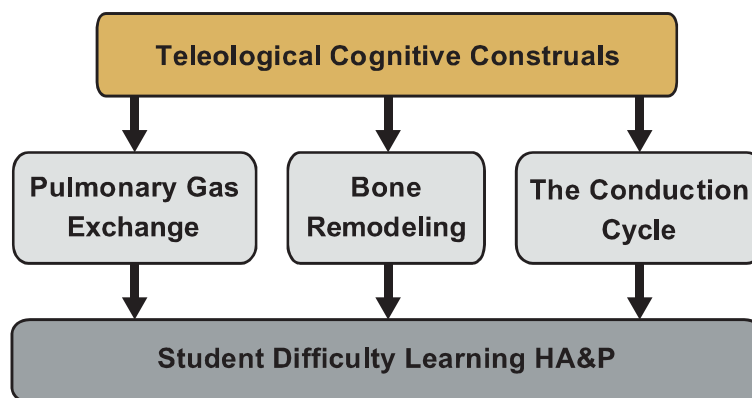 Teleological Cognitive Construals
Pulmonary Gas
Exchange
Bone
Remodeling
The Conduction
Cycle
Student Difficulty Learning HA&P